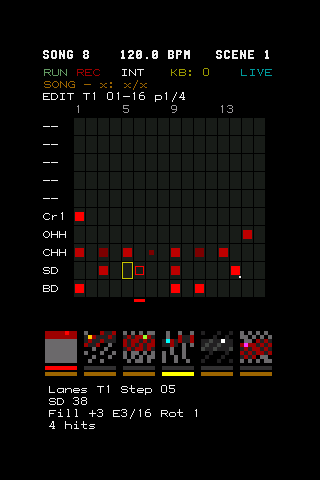 SONG 8 120.0 BPM SCENE 1
RUN REC INT KB: 0 LIVE
SONG - x: x/x
EDIT T1 01-16 p1/4
1 5 9 13
--
--
--
--
--
Cr1
OHH
CHH
SD
BD
Lanes T1 Step 05
SD 38
Fill +3 E3/16 Rot 1
4 hits